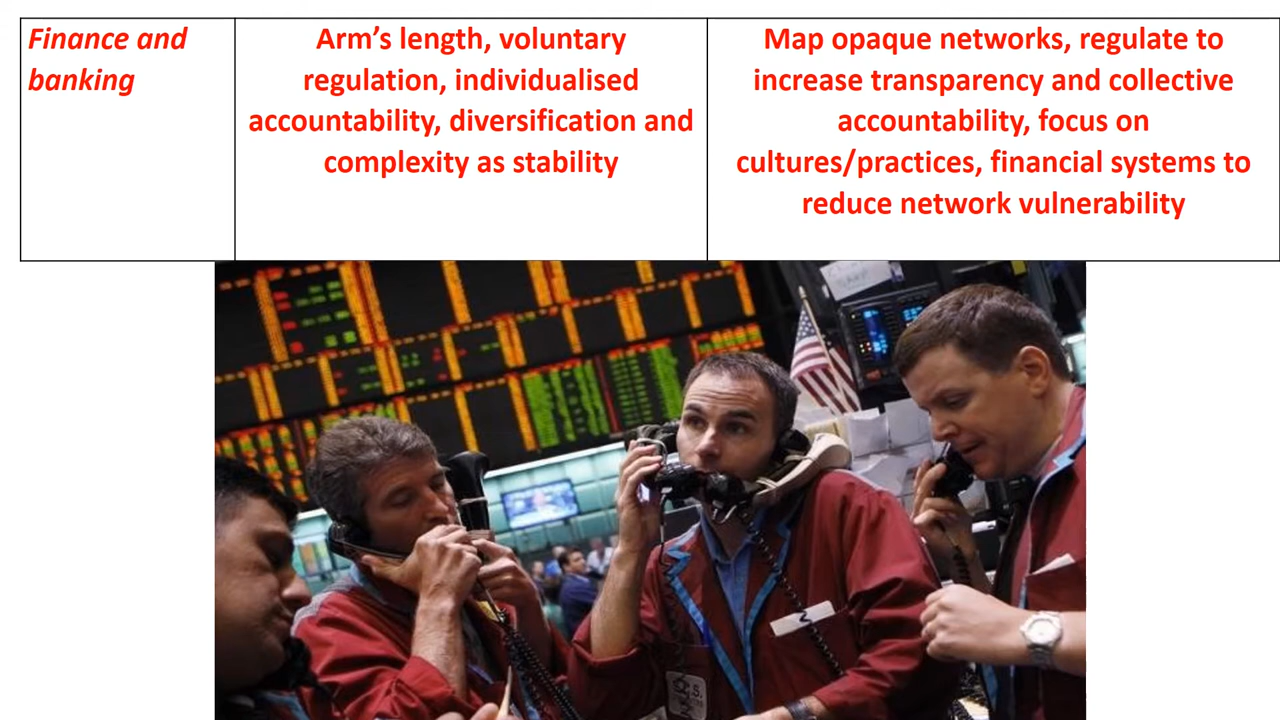 Finance and
banking
Arm's length, voluntary
regulation, individualised
accountability, diversification and
complexity as stability
Map opaque networks, regulate to
increase transparency and collective
accountability, focus on
cultures/practices, financial systems to
reduce network vulnerability